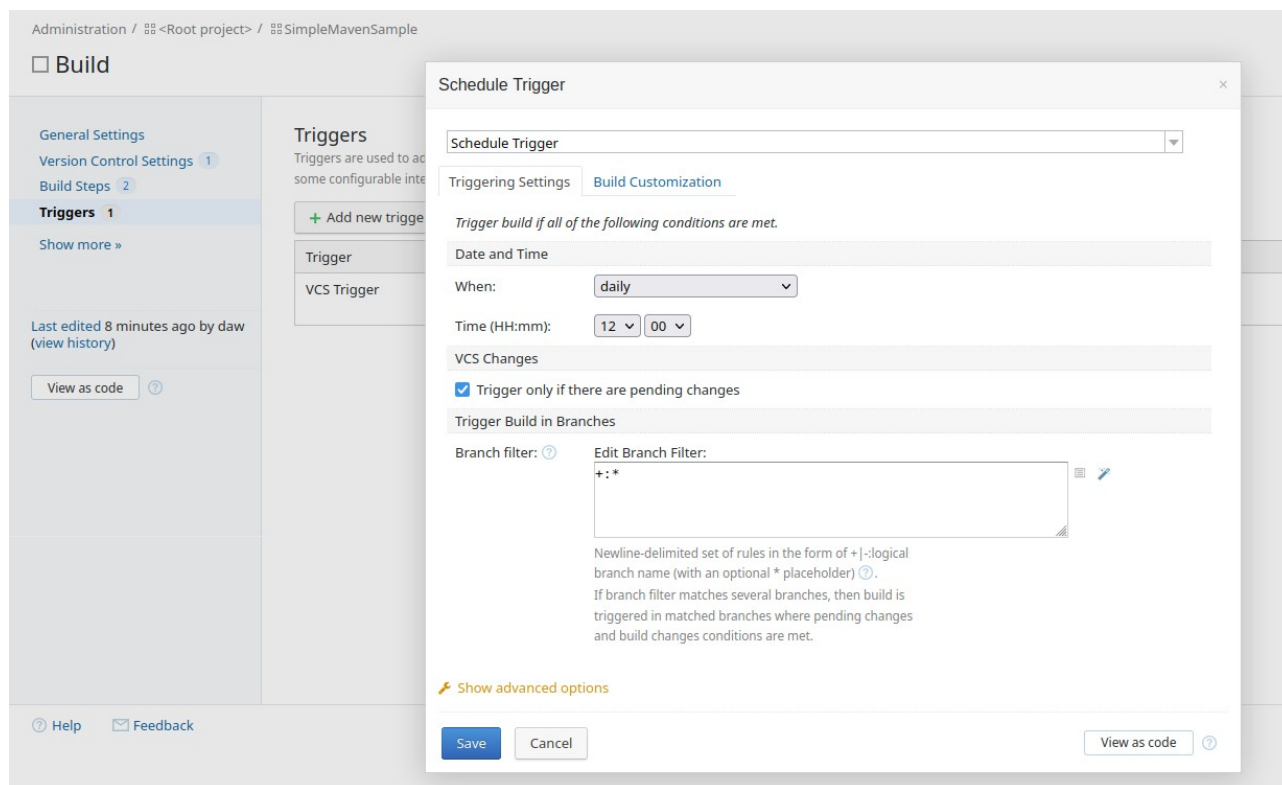 Administration / <Root project> / SimpleMavenSample
Build
General Settings
Version Control Settings 1
Build Steps 2
Triggers 1
Show more »
Last edited 8 minutes ago by daw
(view history)
View as code
Help
Feedback
Triggers
Triggers are used to ac
some configurable inte
+ Add new trigge
Trigger
VCS Trigger
Schedule Trigger
Schedule Trigger
Triggering Settings
Build Customization
Trigger build if all of the following conditions are met.
Date and Time
When: daily
Time (HH:mm): 12 00
VCS Changes
Trigger only if there are pending changes
Trigger Build in Branches
Branch filter: Edit Branch Filter:
+:*
Newline-delimited set of rules in the form of +|-:logical
branch name (with an optional * placeholder) .
If branch filter matches several branches, then build is
triggered in matched branches where pending changes
and build changes conditions are met.
Show advanced options
Save
Cancel
View as code